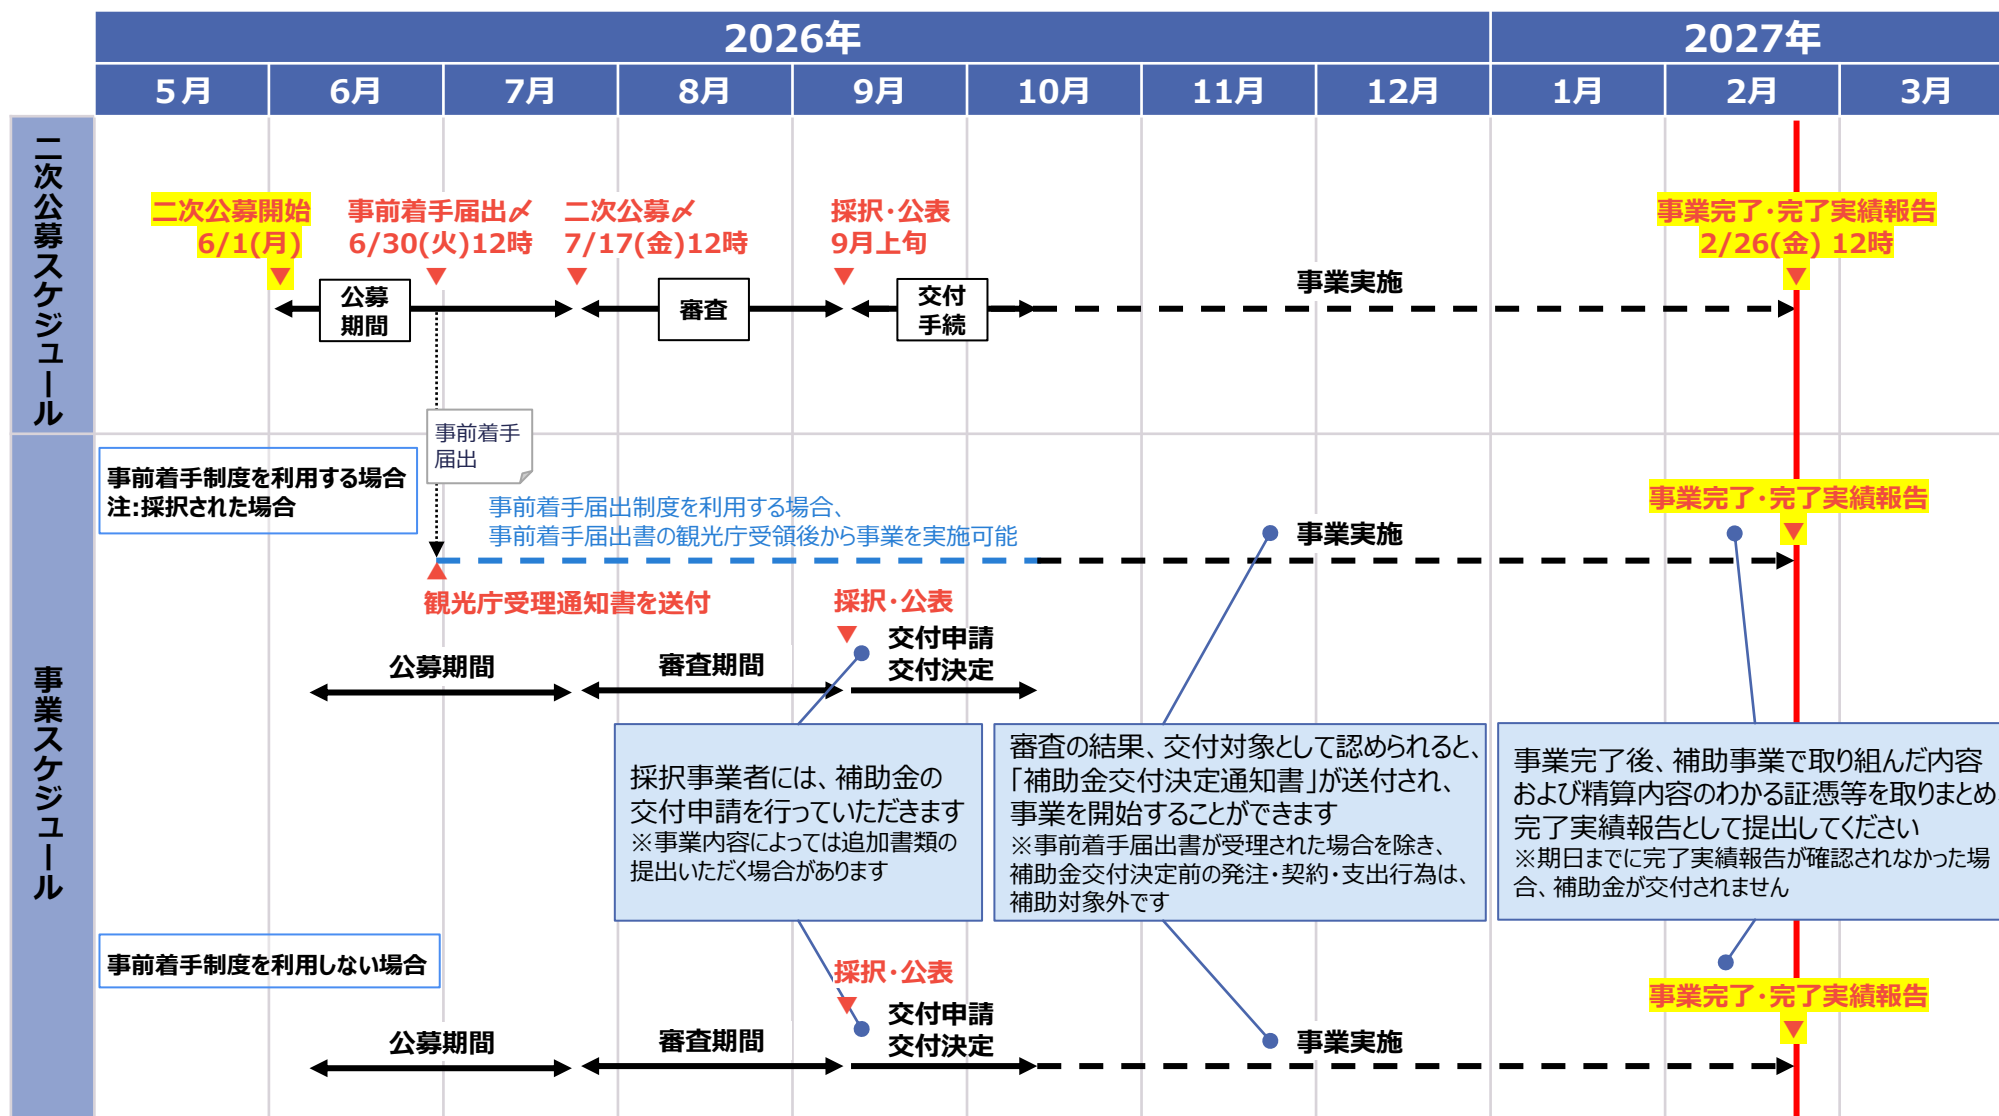 2026年
2027年
5月
6月
7月
8月
9月
10月
11月
12月
1月
2月
3月
二次公募スケジュール
二次公募開始
6/1(月)
事前着手届出〆
6/30(火)12時
二次公募〆
7/17(金)12時
採択・公表
9月上旬
事業完了・完了実績報告
2/26(金) 12時
公募
期間
審査
交付
手続
事業実施
事前着手
届出
事業スケジュール
事前着手制度を利用する場合
注:採択された場合
事前着手届出制度を利用する場合、
事前着手届出書の観光庁受領後から事業を実施可能
事業実施
事業完了・完了実績報告
観光庁受理通知書を送付
採択・公表
公募期間
審査期間
交付申請
交付決定
採択事業者には、補助金の
交付申請を行っていただきます
※事業内容によっては追加書類の
提出いただく場合があります
審査の結果、交付対象として認められると、
「補助金交付決定通知書」が送付され、
事業を開始することができます
※事前着手届出書が受理された場合を除き、
補助金交付決定前の発注・契約・支出行為は、
補助対象外です
事業完了後、補助事業で取り組んだ内容
および精算内容のわかる証憑等を取りまとめ
完了実績報告として提出してください
※期日までに完了実績報告が確認されなかった場
合、補助金が交付されません
事前着手制度を利用しない場合
採択・公表
公募期間
審査期間
交付申請
交付決定
事業実施
事業完了・完了実績報告